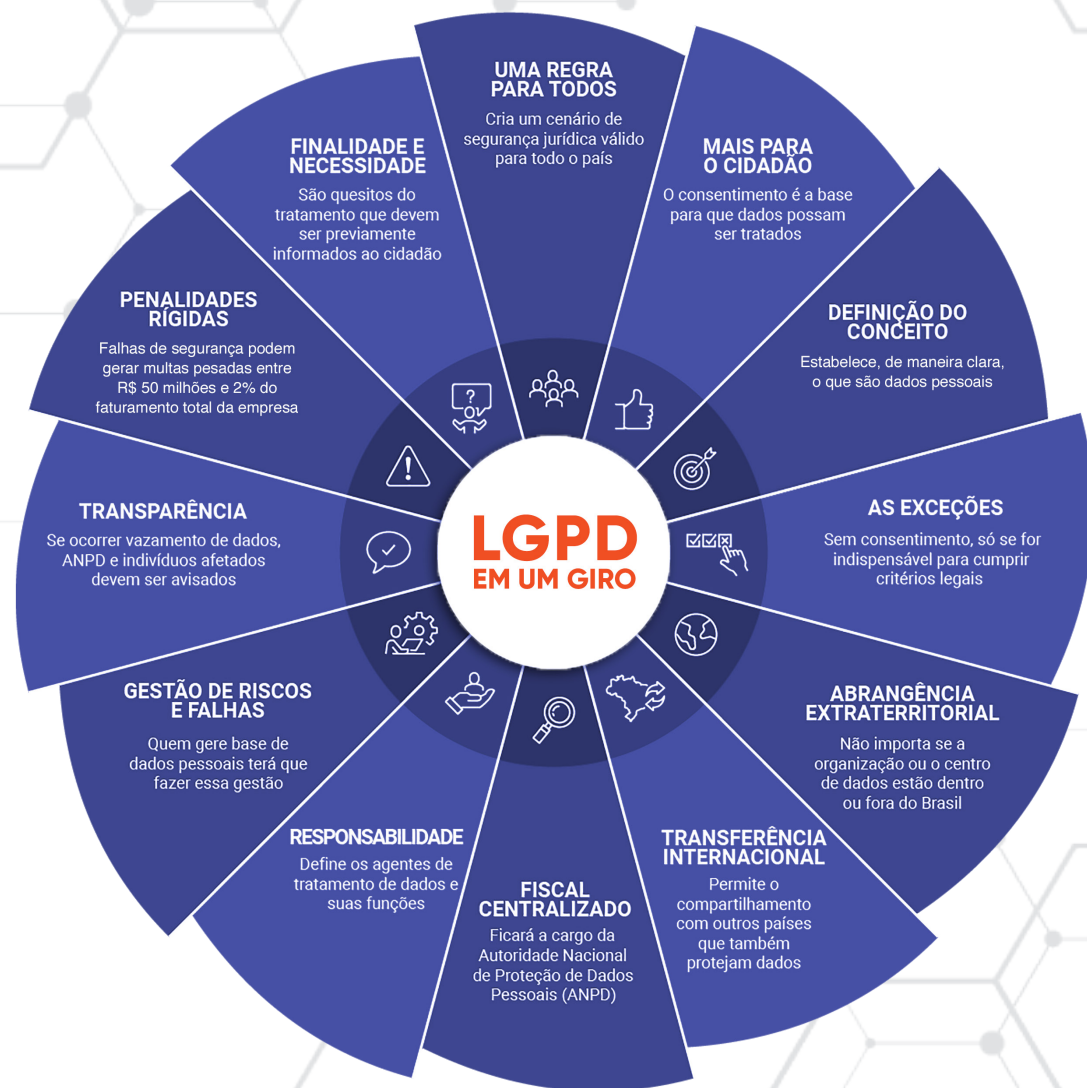 LGPD
EM UM GIRO
UMA REGRA
PARA TODOS
Cria um cenário de
segurança jurídica válido
para todo o país
MAIS PARA
O CIDADÃO
O consentimento é a base
para que dados possam
ser tratados
DEFINIÇÃO DO
CONCEITO
Estabelece, de maneira clara,
o que são dados pessoais
AS EXCEÇÕES
Sem consentimento, só se for
indispensável para cumprir
critérios legais
ABRANGÊNCIA
EXTRATERRITORIAL
Não importa se a
organização ou o centro
de dados estão dentro
ou fora do Brasil
TRANSFERÊNCIA
INTERNACIONAL
Permite o
compartilhamento
com outros países
que também
protejam dados
FISCAL
CENTRALIZADO
Ficará a cargo da
Autoridade Nacional
de Proteção de Dados
Pessoais (ANPD)
RESPONSABILIDADE
Define os agentes de
tratamento de dados e
suas funções
GESTÃO DE RISCOS
E FALHAS
Quem gere base de
dados pessoais terá que
fazer essa gestão
TRANSPARÊNCIA
Se ocorrer vazamento de dados,
ANPD e indivíduos afetados
devem ser avisados
PENALIDADES
RÍGIDAS
Falhas de segurança podem
gerar multas pesadas entre
R$ 50 milhões e 2% do
faturamento total da empresa
FINALIDADE E
NECESSIDADE
São quesitos do
tratamento que devem
ser previamente
informados ao cidadão
?
!